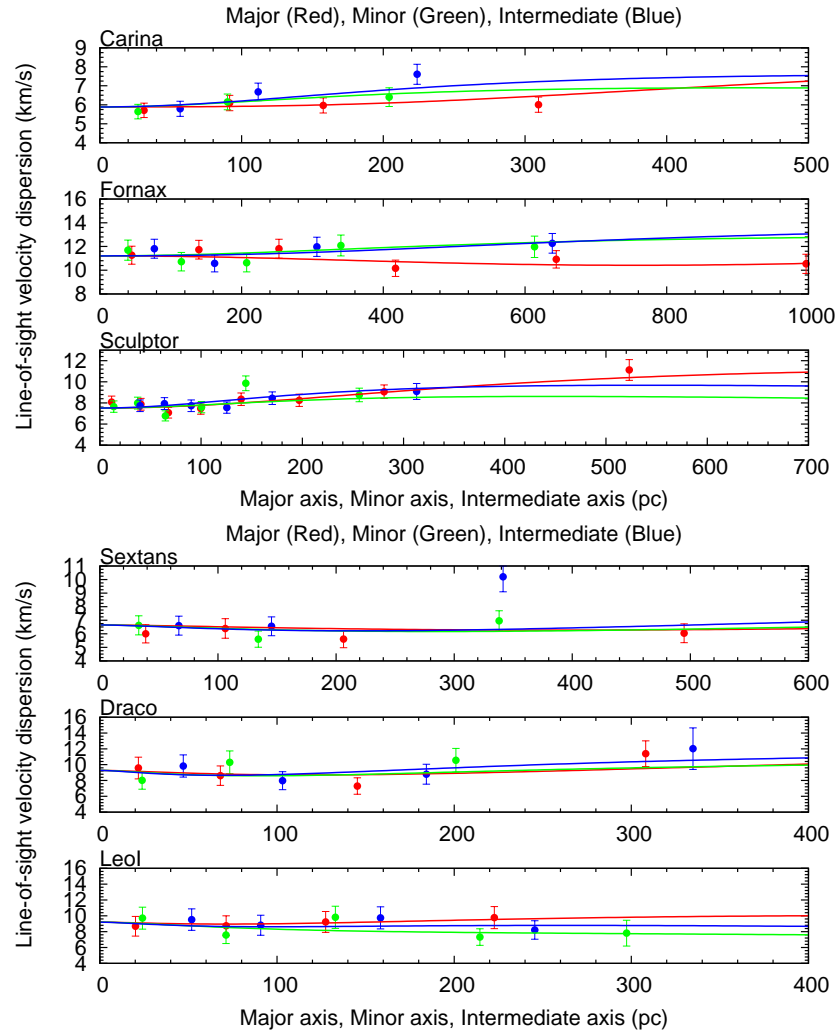 Major (Red), Minor (Green), Intermediate (Blue)
Carina
9
8
7
6
5
4
0 100 200 300 400 500
Fornax
16
14
12
10
8
0 200 400 600 800 1000
Sculptor
12
10
8
6
4
0 100 200 300 400 500 600 700
Line-of-sight velocity dispersion (km/s)
Major axis, Minor axis, Intermediate axis (pc)
Major (Red), Minor (Green), Intermediate (Blue)
Sextans
11
10
9
8
7
6
5
4
0 100 200 300 400 500 600
Draco
16
14
12
10
8
6
4
0 100 200 300 400
LeoI
16
14
12
10
8
6
4
0 100 200 300 400
Line-of-sight velocity dispersion (km/s)
Major axis, Minor axis, Intermediate axis (pc)